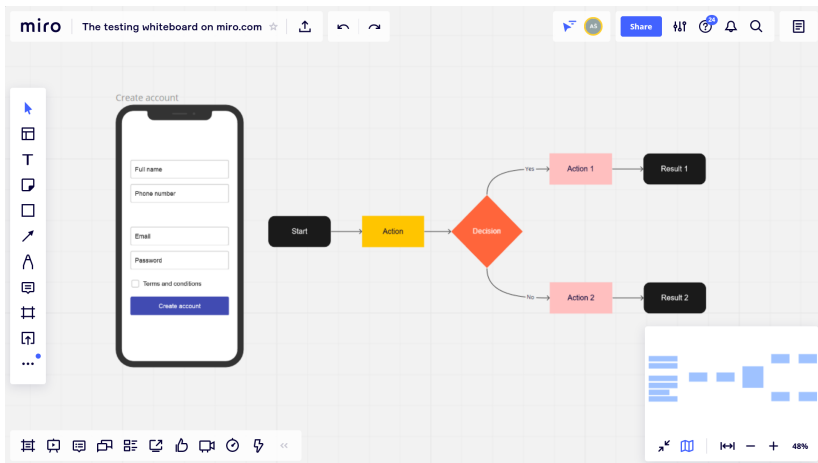 miro
The testing whiteboard on miro.com
AS
Share
24
Create account
Full name
Phone number
Email
Password
Terms and conditions
Create account
Start
Action
Decision
Yes
Action 1
Result 1
No
Action 2
Result 2
48%